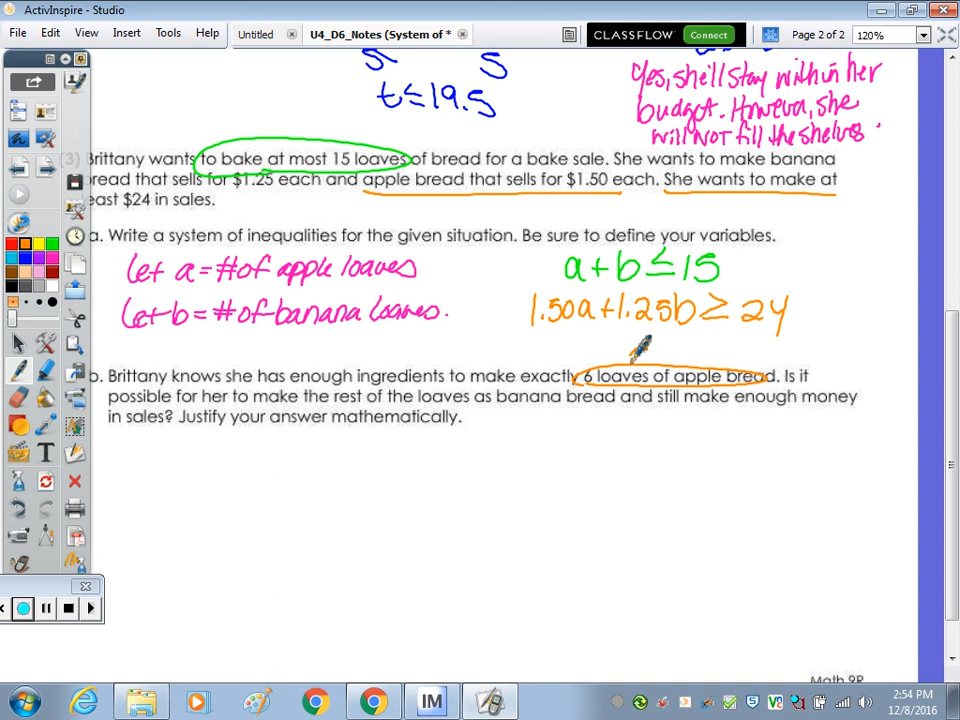 ActivInspire - Studio
File Edit View Insert Tools Help Untitled U4_D6_Notes (System of * CLASSFLOW Connect Page 2 of 2 120%
5 5
t ≤ 19.5
Yes, she'll stay within her
budget. However, she
will not fill the shelves.
(3) Brittany wants to bake at most 15 loaves of bread for a bake sale. She wants to make banana
bread that sells for $1.25 each and apple bread that sells for $1.50 each. She wants to make at
east $24 in sales.
a. Write a system of inequalities for the given situation. Be sure to define your variables.
let a = # of apple loaves
a + b ≤ 15
let b = # of banana loaves.
1.50a + 1.25b ≥ 24
b. Brittany knows she has enough ingredients to make exactly 6 loaves of apple bread. Is it
possible for her to make the rest of the loaves as banana bread and still make enough money
in sales? Justify your answer mathematically.
Math 9R
IM
2:54 PM
12/8/2016